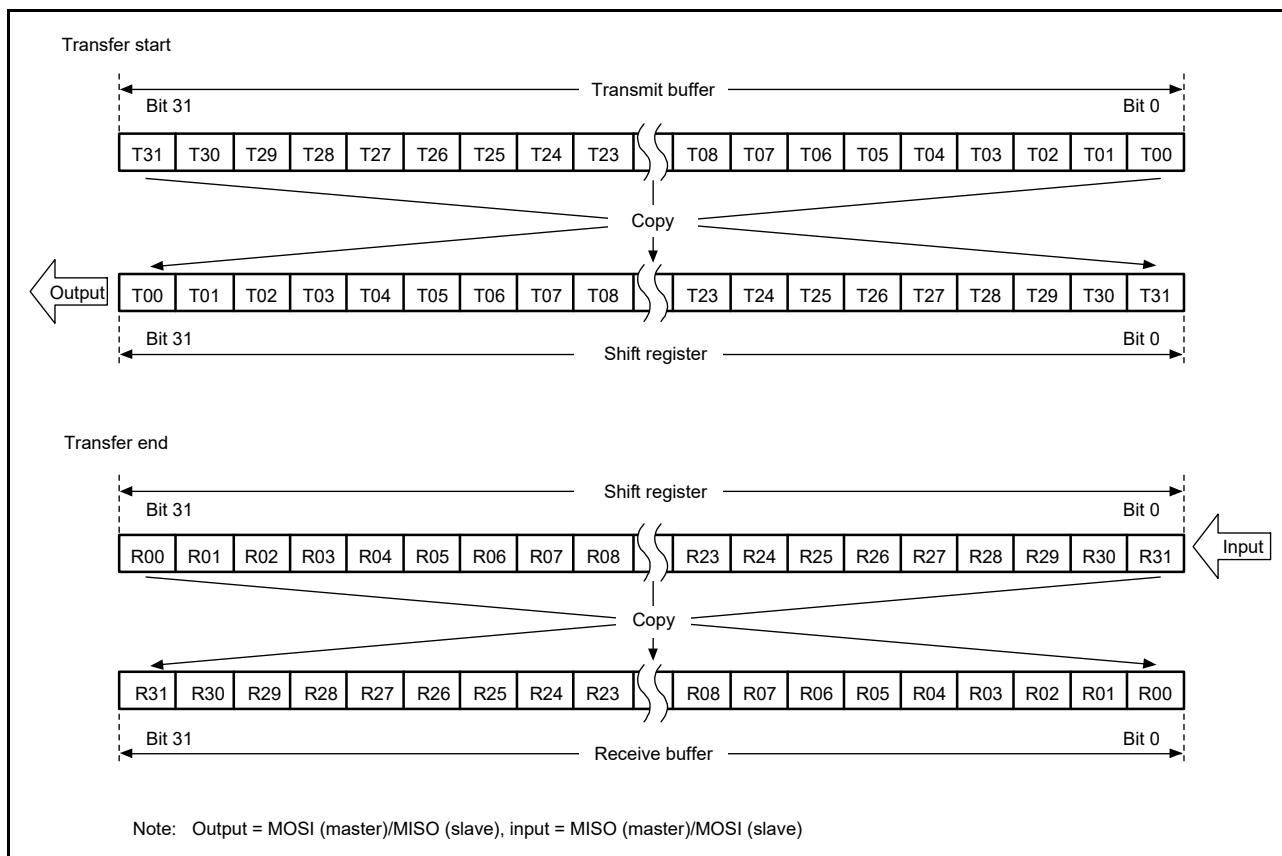 Transfer start
Transmit buffer
Bit 31 Bit 0
T31 T30 T29 T28 T27 T26 T25 T24 T23 T08 T07 T06 T05 T04 T03 T02 T01 T00
Copy
Output T00 T01 T02 T03 T04 T05 T06 T07 T08 T23 T24 T25 T26 T27 T28 T29 T30 T31
Bit 31 Bit 0
Shift register
Transfer end
Shift register
Bit 31 Bit 0
R00 R01 R02 R03 R04 R05 R06 R07 R08 R23 R24 R25 R26 R27 R28 R29 R30 R31 Input
Copy
R31 R30 R29 R28 R27 R26 R25 R24 R23 R08 R07 R06 R05 R04 R03 R02 R01 R00
Bit 31 Bit 0
Receive buffer
Note: Output = MOSI (master)/MISO (slave), input = MISO (master)/MOSI (slave)